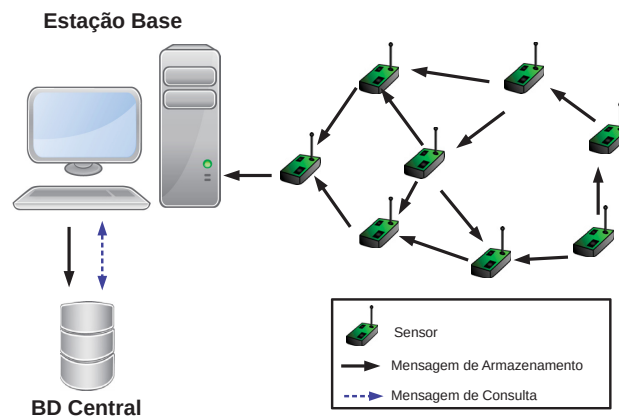 Estação Base
BD Central
Sensor
Mensagem de Armazenamento
Mensagem de Consulta